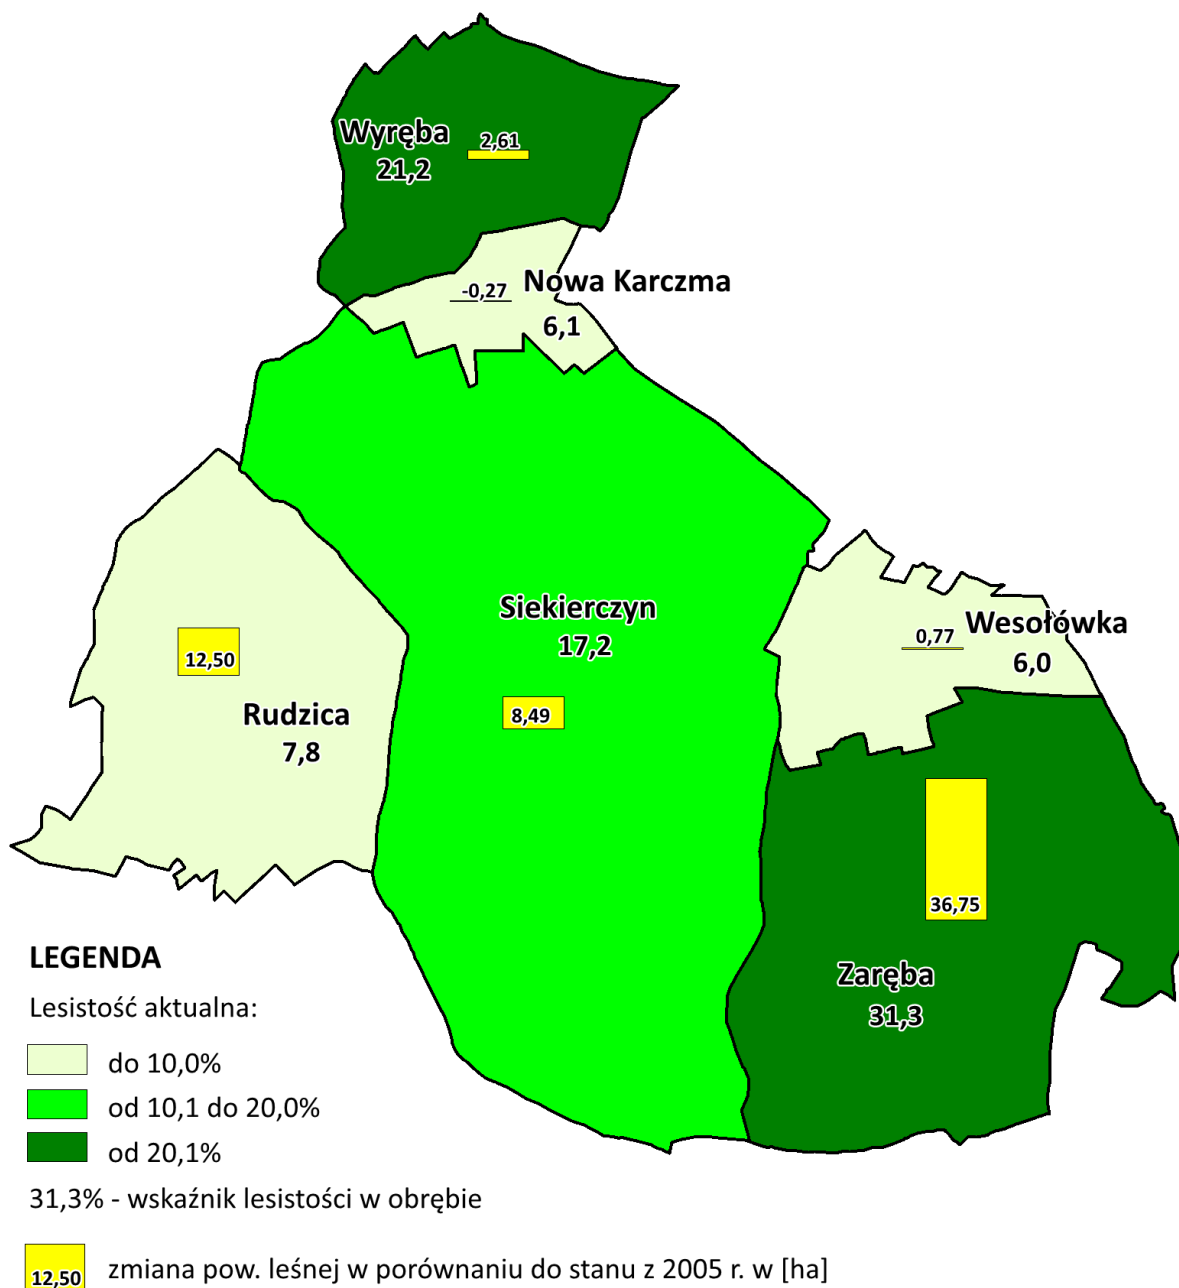 Wyręba
21,2
2,61
Nowa Karczma
-0,27
6,1
Siekierczyn
17,2
8,49
Wesołówka
0,77
6,0
12,50
Rudzica
7,8
36,75
Zaręba
31,3
LEGENDA
Lesistość aktualna:
do 10,0%
od 10,1 do 20,0%
od 20,1%
31,3% - wskaźnik lesistości w obrębie
12,50 zmiana pow. leśnej w porównaniu do stanu z 2005 r. w [ha]